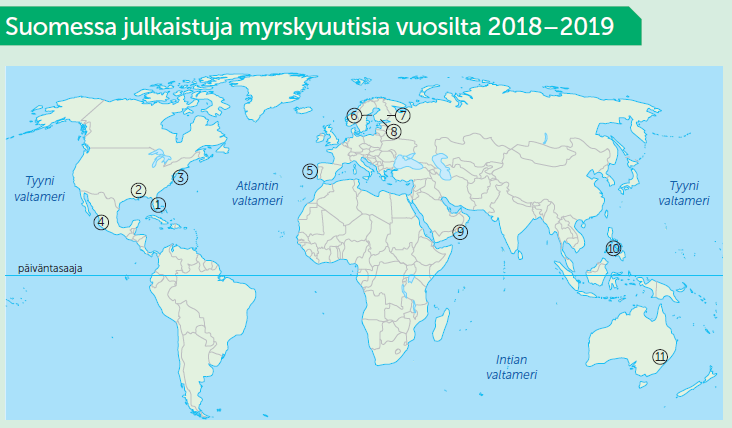 Suomessa julkaistuja myrskyuutisia vuosilta 2018–2019
6
7
8
5
Tyyni
valtameri
2
3
Atlantin
valtameri
Tyyni
valtameri
1
4
9
10
päiväntasaaja
Intian
valtameri
11